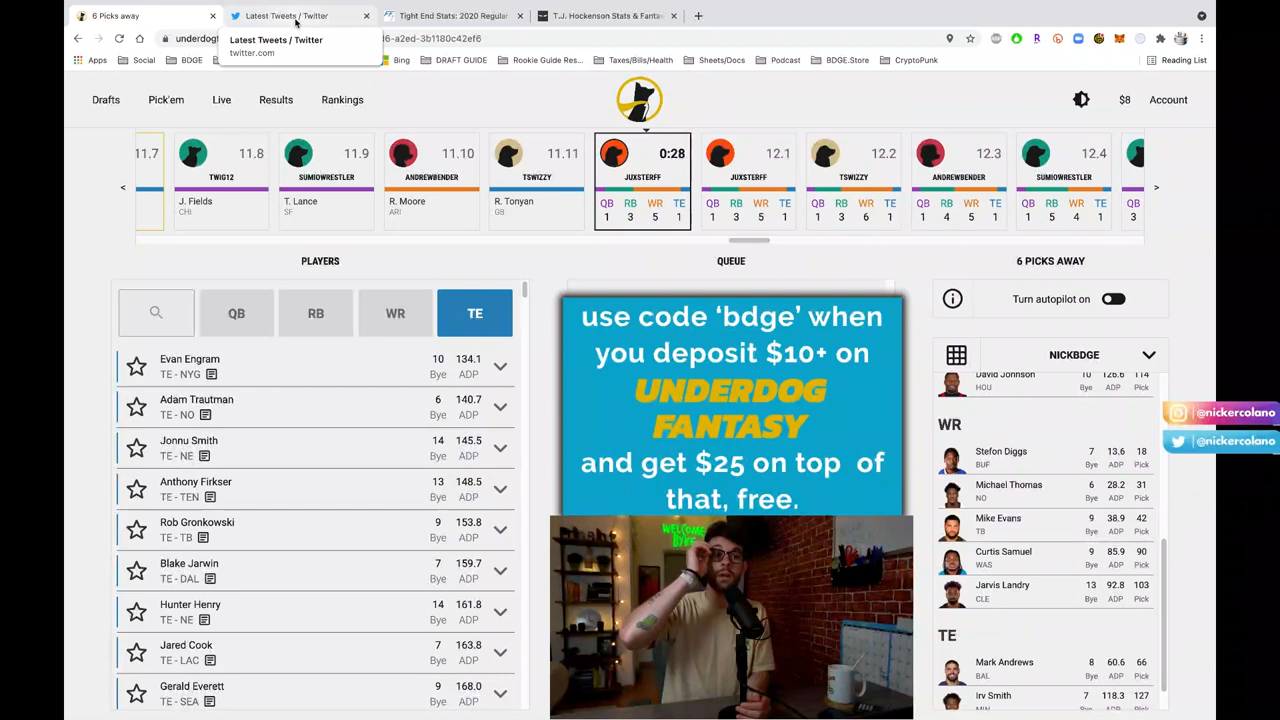 6 Picks away
Latest Tweets / Twitter
Tight End Stats: 2020 Regular
T.J. Hockenson Stats & Fanta
Latest Tweets / Twitter
twitter.com
underdog
a2ed-3b1180c42ef6
Apps
Social
BDGE
Bing
DRAFT GUIDE
Rookie Guide Res...
Taxes/Bills/Health
Sheets/Docs
Podcast
BDGE.Store
CryptoPunk
Reading List
Drafts
Pick'em
Live
Results
Rankings
$8
Account
11.7
11.8
TWIG12
J. Fields
CHI
11.9
SUMIOWRESTLER
T. Lance
SF
11.10
ANDREWBENDER
R. Moore
ARI
11.11
TSWIZZY
R. Tonyan
GB
0:28
JUXSTERFF
QB RB WR TE
1 3 5 1
12.1
JUXSTERFF
QB RB WR TE
1 3 5 1
12.2
TSWIZZY
QB RB WR TE
1 3 6 1
12.3
ANDREWBENDER
QB RB WR TE
1 4 5 1
12.4
SUMIOWRESTLER
QB RB WR TE
1 5 4 1
QB
3
PLAYERS
QUEUE
6 PICKS AWAY
QB
RB
WR
TE
Evan Engram 10 134.1
TE - NYG Bye ADP
Adam Trautman 6 140.7
TE - NO Bye ADP
Jonnu Smith 14 145.5
TE - NE Bye ADP
Anthony Firkser 13 148.5
TE - TEN Bye ADP
Rob Gronkowski 9 153.8
TE - TB Bye ADP
Blake Jarwin 7 159.7
TE - DAL Bye ADP
Hunter Henry 14 161.8
TE - NE Bye ADP
Jared Cook 7 163.8
TE - LAC Bye ADP
Gerald Everett 9 168.0
TE - SEA Bye ADP
use code 'bdge' when
you deposit $10+ on
UNDERDOG
FANTASY
and get $25 on top of
that, free.
WELCOME
Turn autopilot on
NICKBDGE
David Johnson 10 126.6 114
HOU Bye ADP Pick
WR
Stefon Diggs 7 13.6 18
BUF Bye ADP Pick
Michael Thomas 6 28.2 31
NO Bye ADP Pick
Mike Evans 9 38.9 42
TB Bye ADP Pick
Curtis Samuel 9 85.9 90
WAS Bye ADP Pick
Jarvis Landry 13 92.8 103
CLE Bye ADP Pick
TE
Mark Andrews 8 60.6 66
BAL Bye ADP Pick
Irv Smith 7 118.3 127
MIN Bye ADP Pick
@nickercolano
@nickercolano